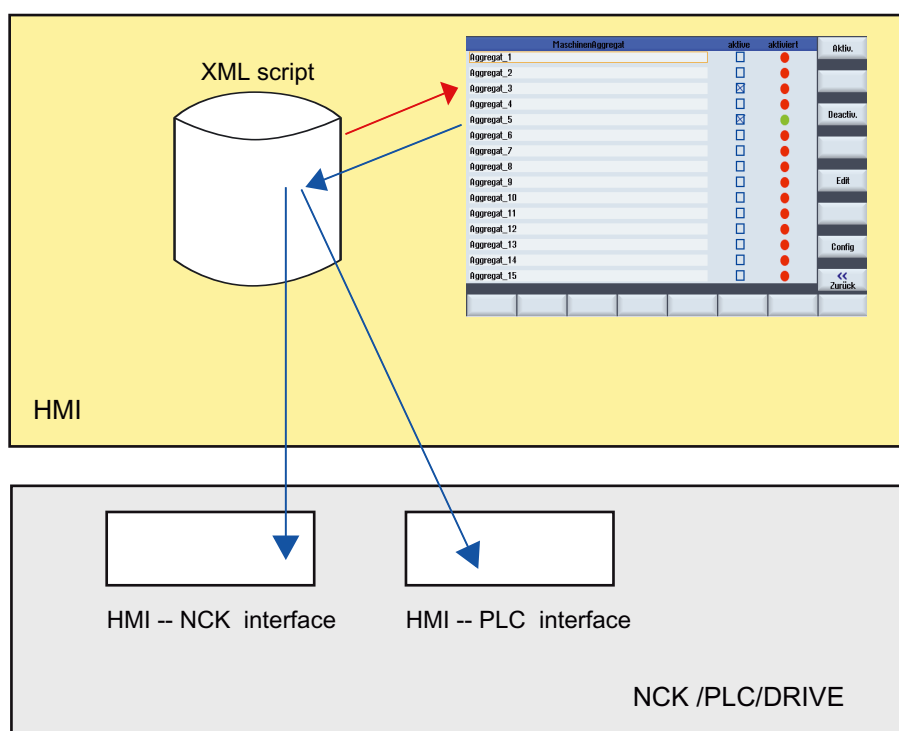 XML script
MaschinenAggregat aktive aktiviert
Aggregat_1
Aggregat_2
Aggregat_3
Aggregat_4
Aggregat_5
Aggregat_6
Aggregat_7
Aggregat_8
Aggregat_9
Aggregat_10
Aggregat_11
Aggregat_12
Aggregat_13
Aggregat_14
Aggregat_15
Aktiv.
Deactiv.
Edit
Config
<<
Zurück
HMI
HMI -- NCK interface
HMI -- PLC interface
NCK /PLC/DRIVE